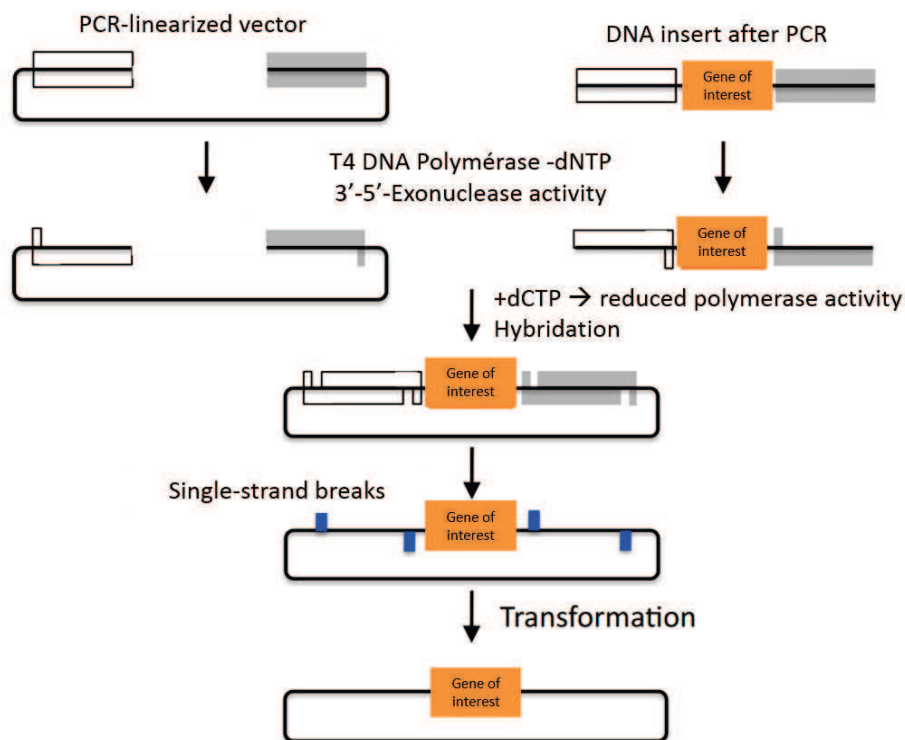 PCR-linearized vector
DNA insert after PCR
Gene of
interest
T4 DNA Polymérase -dNTP
3′-5′-Exonuclease activity
Gene of
interest
+dCTP → reduced polymerase activity
Hybridation
Gene of
interest
Single-strand breaks
Gene of
interest
Transformation
Gene of
interest